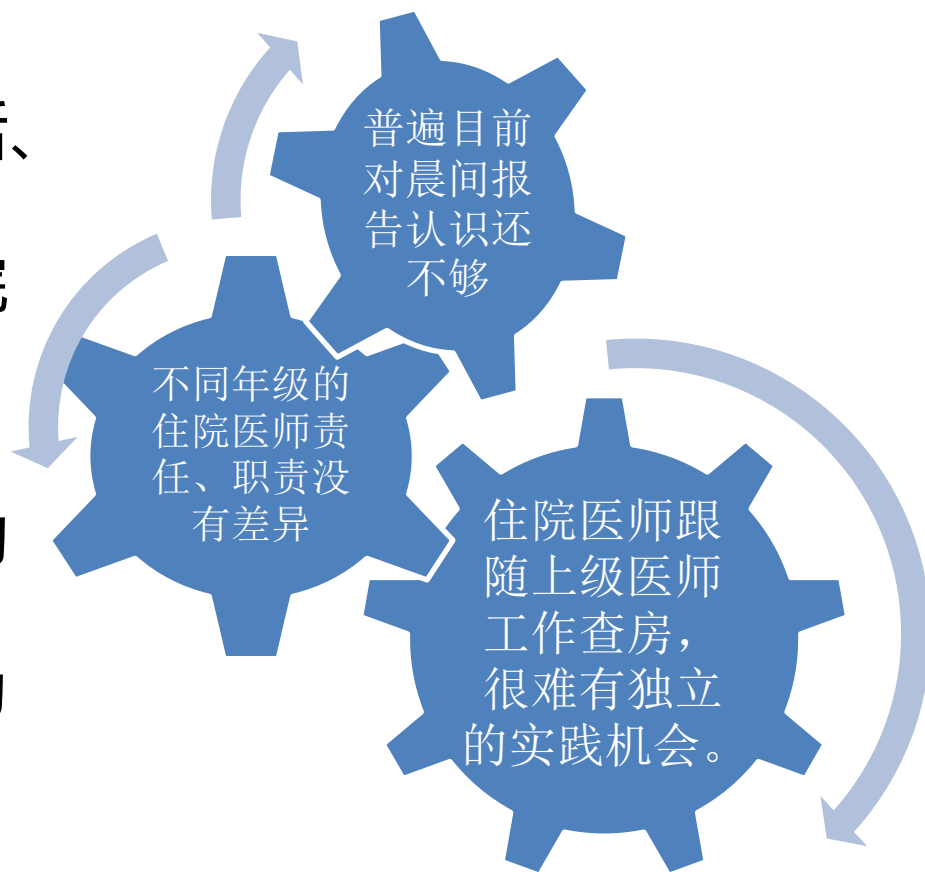 普遍目前
对晨间报
告认识还
不够
不同年级的
住院医师责
任、职责没
有差异
住院医师跟
随上级医师
工作查房，
很难有独立
的实践机会。